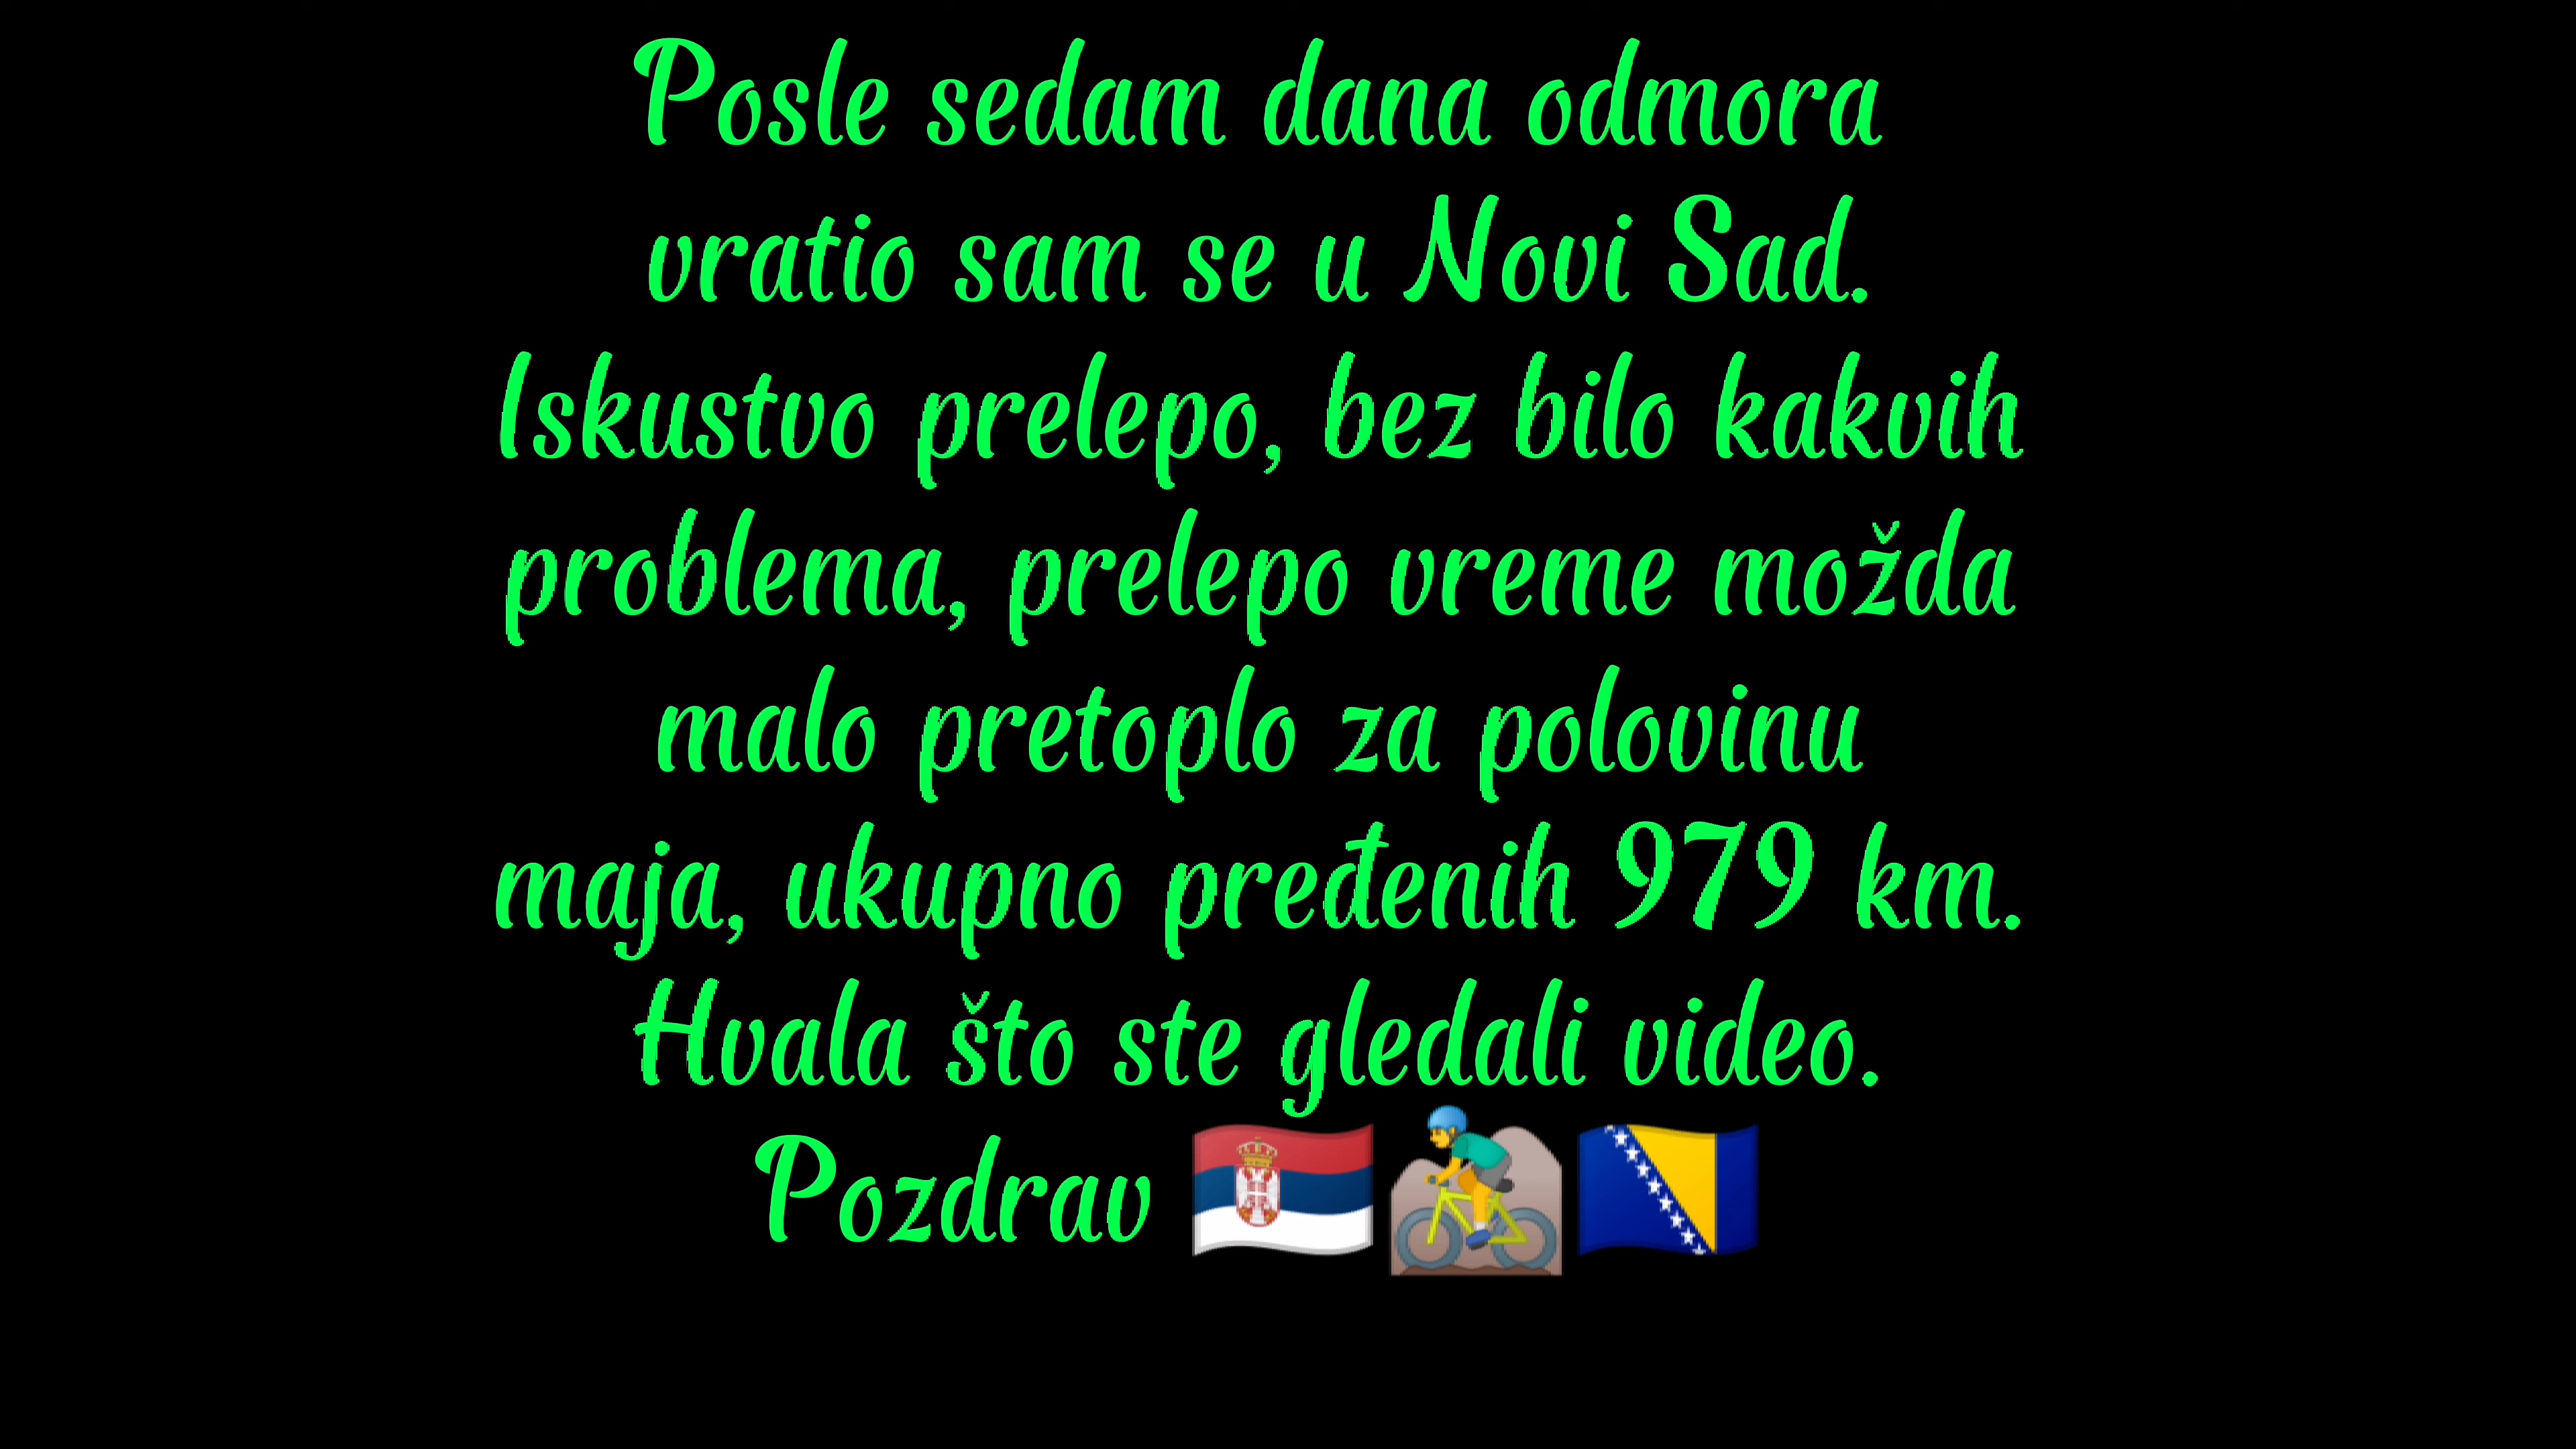 Posle sedam dana odmora
vratio sam se u Novi Sad.
Iskustvo prelepo, bez bilo kakvih
problema, prelepo vreme možda
malo pretoplo za polovinu
maja, ukupno pređenih 979 km.
Hvala što ste gledali video.
Pozdrav 🇷🇸🚵‍♂️🇧🇦